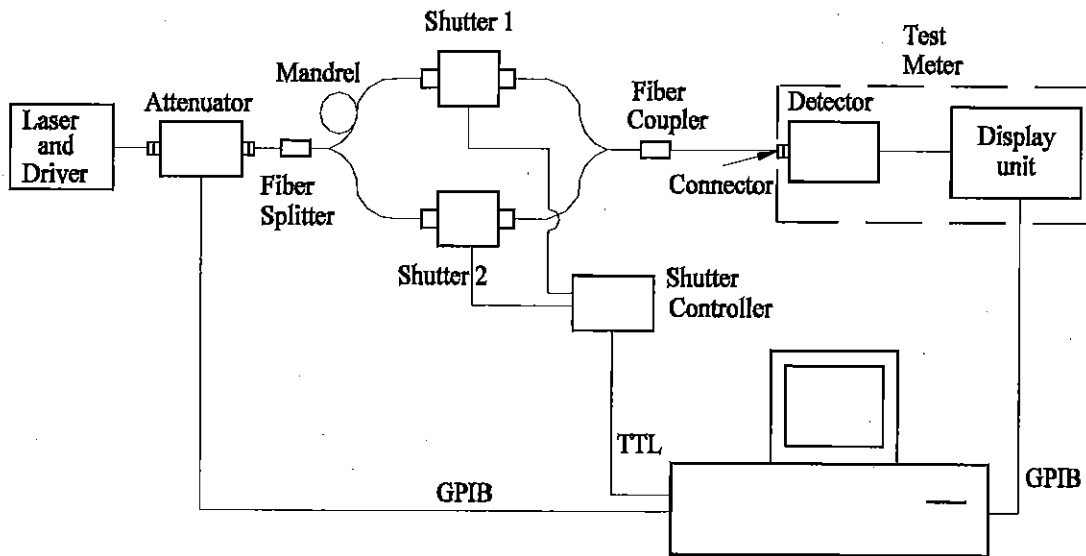 Shutter 1
Mandrel
Attenuator
Laser
and
Driver
Fiber
Splitter
Shutter 2
Fiber
Coupler
Connector
Test
Meter
Detector
Display
unit
Shutter
Controller
TTL
GPIB
GPIB